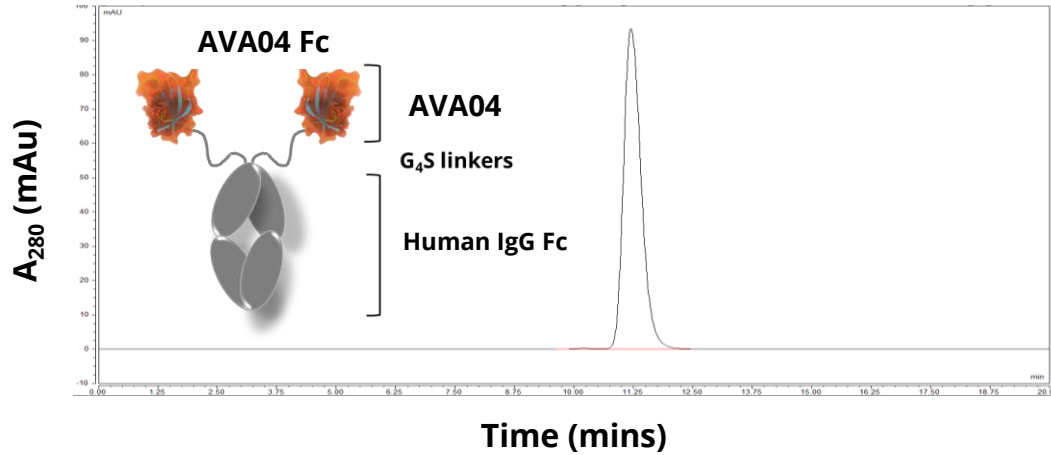 mAU
100
90
80
70
60
50
40
30
20
10
0
-10
A₂₈₀ (mAu)
AVA04 Fc
AVA04
G₄S linkers
Human IgG Fc
min
0.00 1.25 2.50 3.75 5.00 6.25 7.50 8.75 10.00 11.25 12.50 13.75 15.00 16.25 17.50 18.75 20.0
Time (mins)